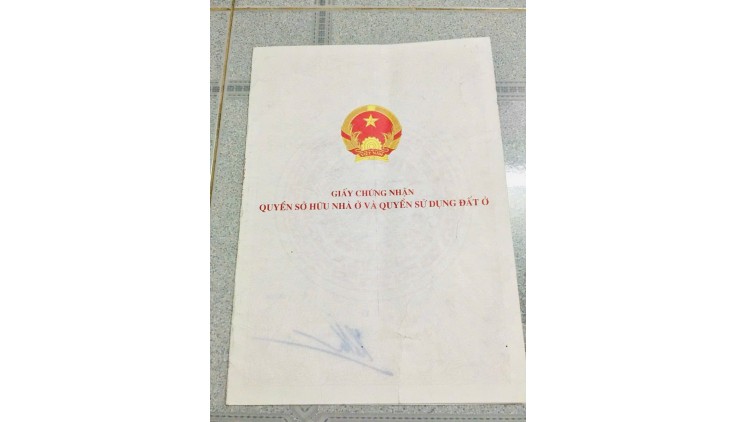 GIẤY CHỨNG NHẬN
QUYỀN SỞ HỮU NHÀ Ở VÀ QUYỀN SỬ DỤNG ĐẤT Ở